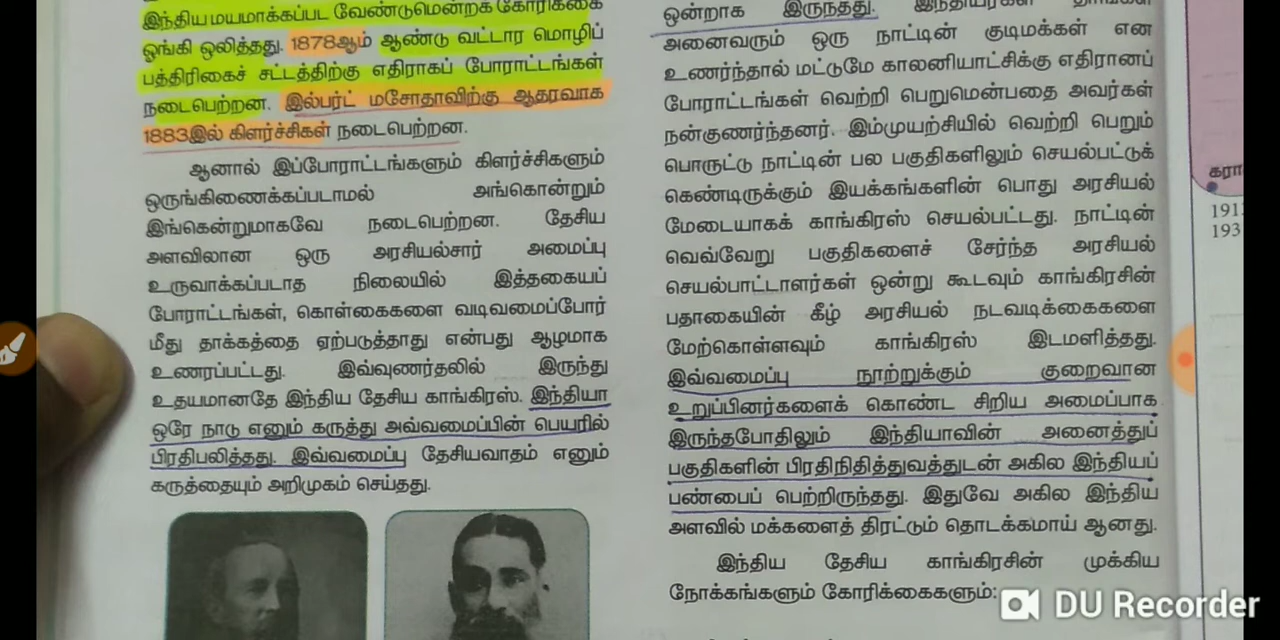 இந்திய மயமாக்கப்பட வேண்டுமென்றக் கோரிக்கை
ஓங்கி ஒலித்தது. 1878ஆம் ஆண்டு வட்டார மொழிப்
பத்திரிகைச் சட்டத்திற்கு எதிராகப் போராட்டங்கள்
நடைபெற்றன. இல்பர்ட் மசோதாவிற்கு ஆதரவாக
1883இல் கிளர்ச்சிகள் நடைபெற்றன.
ஆனால் இப்போராட்டங்களும் கிளர்ச்சிகளும்
ஒருங்கிணைக்கப்படாமல் அங்கொன்றும்
இங்கென்றுமாகவே நடைபெற்றன. தேசிய
அளவிலான ஒரு அரசியல்சார் அமைப்பு
உருவாக்கப்படாத நிலையில் இத்தகையப்
போராட்டங்கள், கொள்கைகளை வடிவமைப்போர்
மீது தாக்கத்தை ஏற்படுத்தாது என்பது ஆழமாக
உணரப்பட்டது. இவ்வுணர்தலில் இருந்து
உதயமானதே இந்திய தேசிய காங்கிரஸ். இந்தியா
ஒரே நாடு எனும் கருத்து அவ்வமைப்பின் பெயரில்
பிரதிபலித்தது. இவ்வமைப்பு தேசியவாதம் எனும்
கருத்தையும் அறிமுகம் செய்தது.
ஒன்றாக இருந்தது. இந்தியர்கள் தாங்கள்
அனைவரும் ஒரு நாட்டின் குடிமக்கள் என
உணர்ந்தால் மட்டுமே காலனியாட்சிக்கு எதிரானப்
போராட்டங்கள் வெற்றி பெறுமென்பதை அவர்கள்
நன்குணர்ந்தனர். இம்முயற்சியில் வெற்றி பெறும்
பொருட்டு நாட்டின் பல பகுதிகளிலும் செயல்பட்டுக்
கெண்டிருக்கும் இயக்கங்களின் பொது அரசியல்
மேடையாகக் காங்கிரஸ் செயல்பட்டது. நாட்டின்
வெவ்வேறு பகுதிகளைச் சேர்ந்த அரசியல்
செயல்பாட்டாளர்கள் ஒன்று கூடவும் காங்கிரசின்
பதாகையின் கீழ் அரசியல் நடவடிக்கைகளை
மேற்கொள்ளவும் காங்கிரஸ் இடமளித்தது.
இவ்வமைப்பு நூற்றுக்கும் குறைவான
உறுப்பினர்களைக் கொண்ட சிறிய அமைப்பாக
இருந்தபோதிலும் இந்தியாவின் அனைத்துப்
பகுதிகளின் பிரதிநிதித்துவத்துடன் அகில இந்தியப்
பண்பைப் பெற்றிருந்தது. இதுவே அகில இந்திய
அளவில் மக்களைத் திரட்டும் தொடக்கமாய் ஆனது.
இந்திய தேசிய காங்கிரசின் முக்கிய
நோக்கங்களும் கோரிக்கைகளும்:
கரா
191
193
DU Recorder